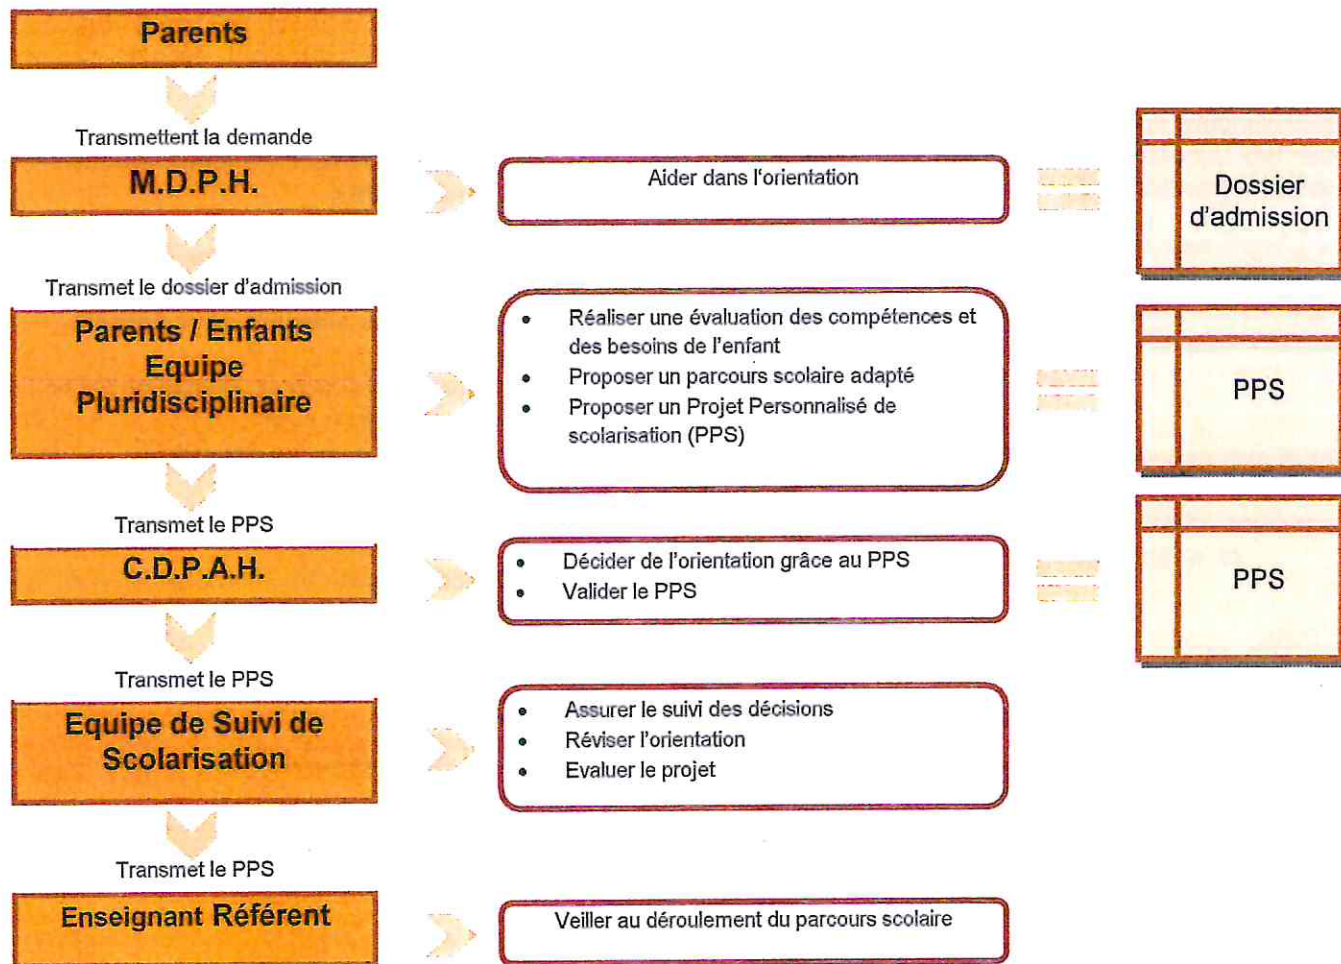 Parents
Transmettent la demande
M.D.P.H.
Aider dans l'orientation
Dossier
d'admission
Transmet le dossier d'admission
Parents / Enfants
Equipe
Pluridisciplinaire
• Réaliser une évaluation des compétences et
des besoins de l'enfant
• Proposer un parcours scolaire adapté
• Proposer un Projet Personnalisé de
scolarisation (PPS)
PPS
Transmet le PPS
C.D.P.A.H.
• Décider de l'orientation grâce au PPS
• Valider le PPS
PPS
Transmet le PPS
Equipe de Suivi de
Scolarisation
• Assurer le suivi des décisions
• Réviser l'orientation
• Evaluer le projet
Transmet le PPS
Enseignant Référent
Veiller au déroulement du parcours scolaire